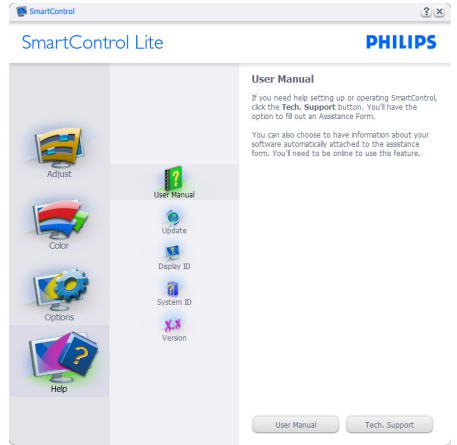 SmartControl
SmartControl Lite
PHILIPS
Adjust
Color
Options
Help
User Manual
Update
Display ID
System ID
X.X
Version
User Manual
If you need help setting up or operating SmartControl,
click the Tech. Support button. You'll have the
option to fill out an Assistance Form.
You can also choose to have information about your
software automatically attached to the assistance
form. You'll need to be online to use this feature.
User Manual
Tech. Support